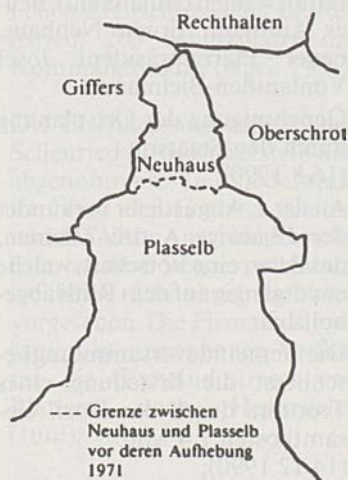 Rechthalten
Giffers
Oberschrot
Neuhaus
Plasselb
---- Grenze zwischen
Neuhaus und Plasselb
vor deren Aufhebung
1971